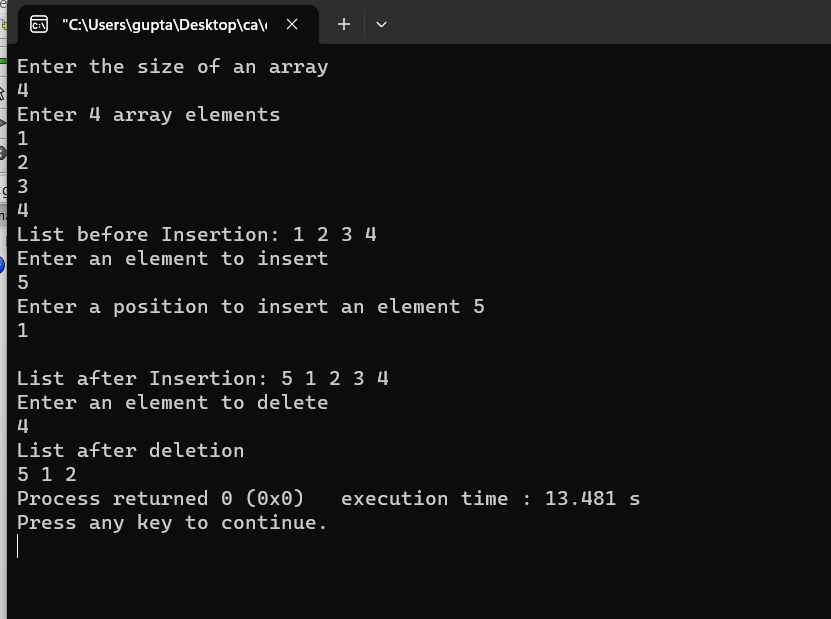 "C:\Users\gupta\Desktop\ca\
Enter the size of an array
4
Enter 4 array elements
1
2
3
4
List before Insertion: 1 2 3 4
Enter an element to insert
5
Enter a position to insert an element 5
1
List after Insertion: 5 1 2 3 4
Enter an element to delete
4
List after deletion
5 1 2
Process returned 0 (0x0)   execution time : 13.481 s
Press any key to continue.